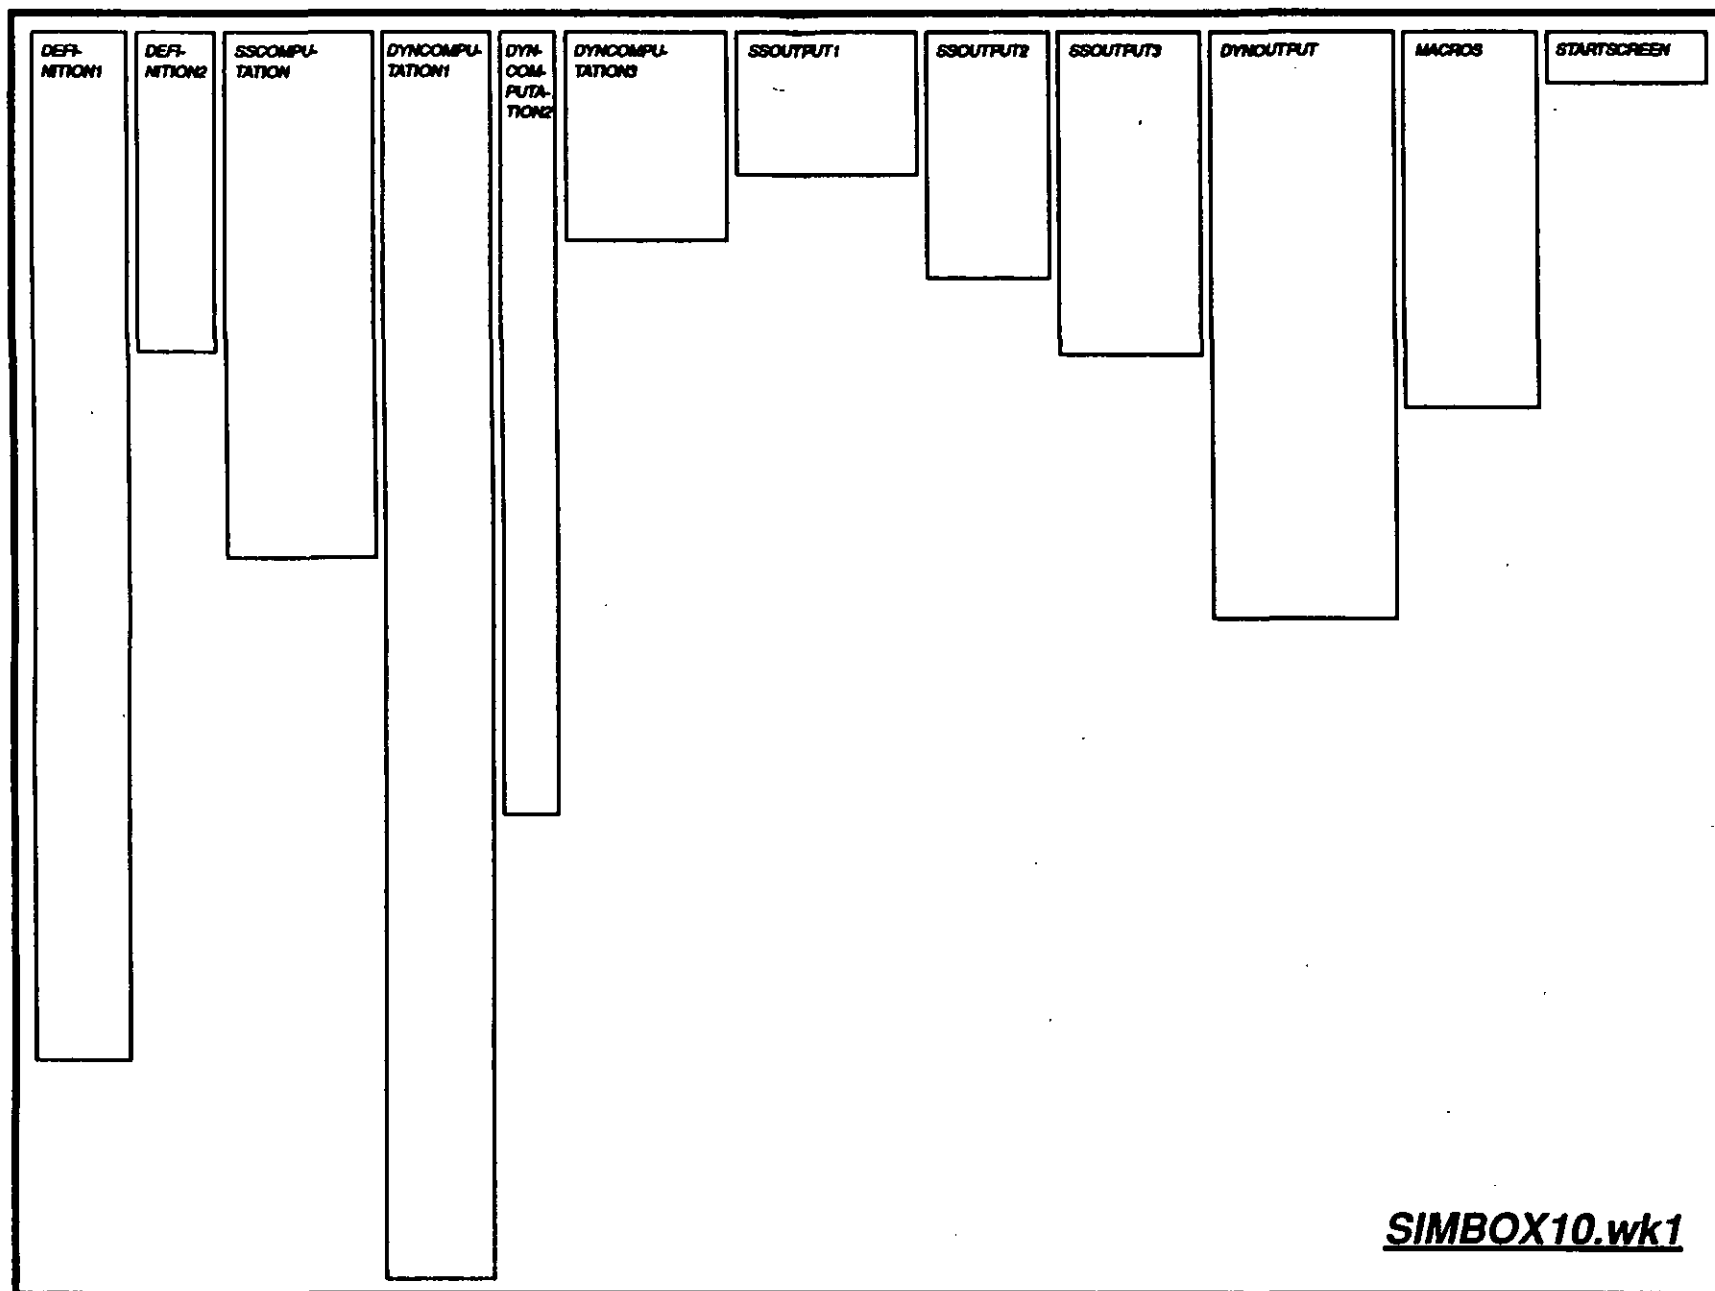 DEFI-
NITION1
DEFI-
NITION2
SSCOMPU-
TATION
DYNCOMPU-
TATION1
DYN-
COM-
PUTA-
TION2
DYNCOMPU-
TATION3
SSOUTPUT1
SSOUTPUT2
SSOUTPUT3
DYNOUTPUT
MACROS
STARTSCREEN
SIMBOX10.wk1